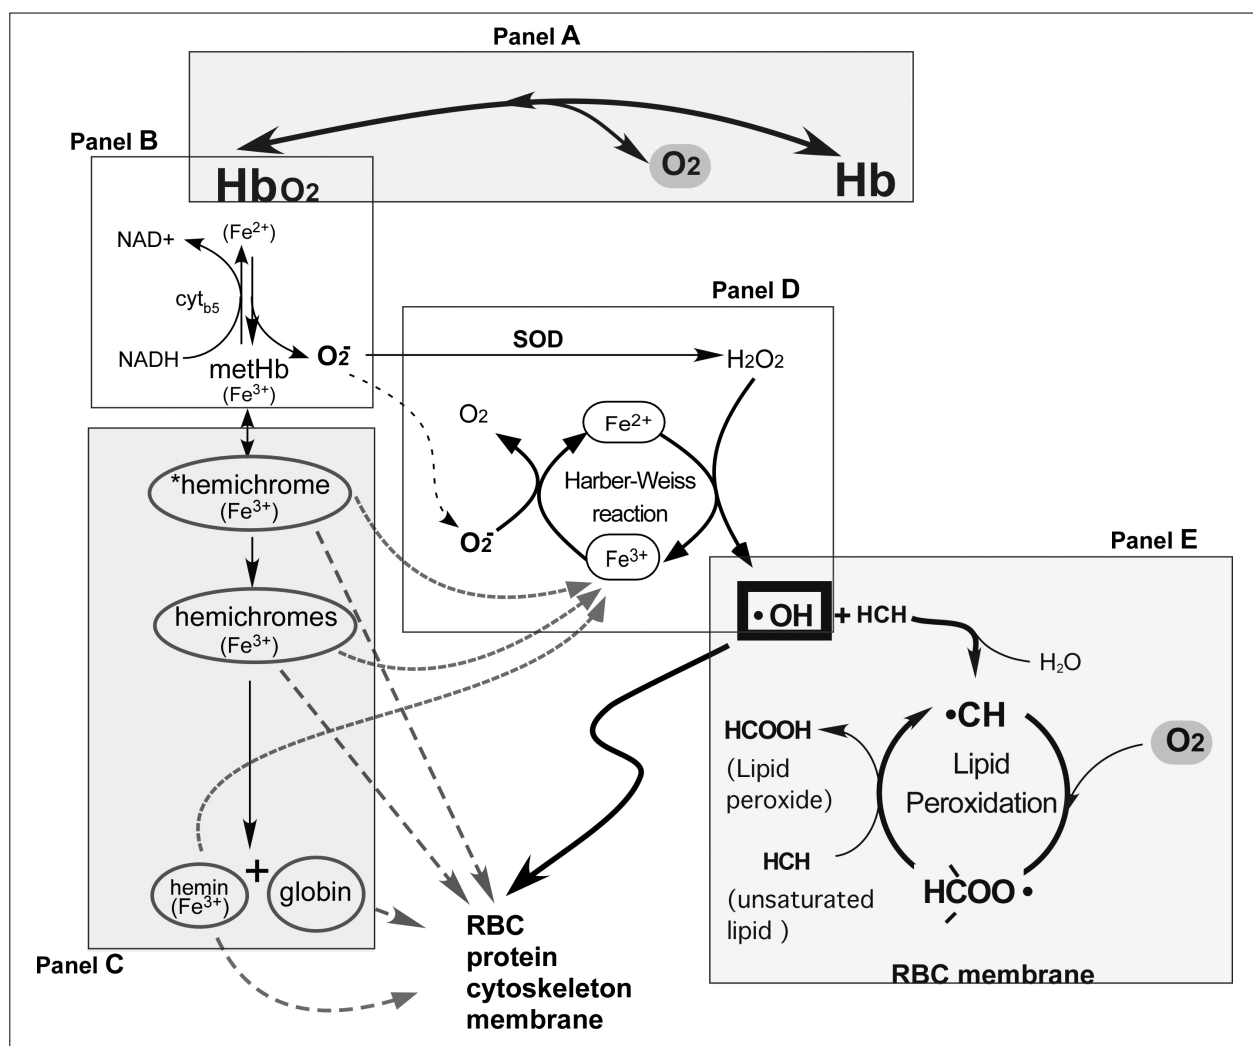 Panel A
O2
Hb
Panel B
HbO2
(Fe2+)
NAD+
cytb5
NADH
metHb
(Fe3+)
O2-
Panel D
SOD
H2O2
O2
Fe2+
Harber-Weiss
reaction
O2-
Fe3+
*hemichrome
(Fe3+)
hemichromes
(Fe3+)
hemin
(Fe3+)
+
globin
Panel C
RBC
protein
cytoskeleton
membrane
Panel E
•OH + HCH
H2O
•CH
O2
HCOOH
(Lipid
peroxide)
Lipid
Peroxidation
HCH
(unsaturated
lipid )
HCOO •
RBC membrane